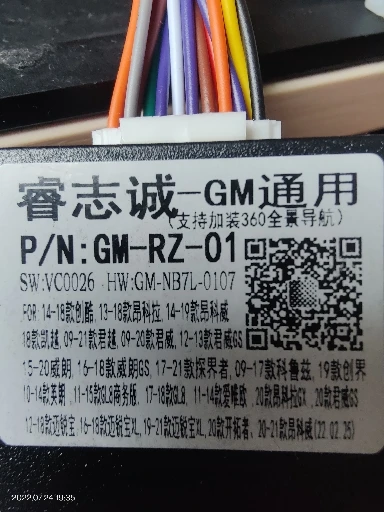 睿志诚-GM通用
(支持加装360全景导航)
P/N:GM-RZ-01
SW:VC0026 HW:GM-NB7L-0107
FOR 14-18款创酷, 13-18款昂科拉, 14-19款昂科威
18款凯越, 09-21款君越, 09-20款君威, 12-13款君威GS
15-20威朗, 16-18款威朗GS, 17-21款探界者, 09-17款科鲁兹, 19款创界
10-14款英朗, 11-15款GL8商务版, 17-18款GL8, 11-14款爱唯欧, 20款昂科拉GX, 20款君威GS
12-18款迈锐宝, 16-18款迈锐宝XL, 19-21款迈锐宝XL, 20款开拓者, 20-21款昂科威(22.02.25)
2022/07/24 19:35